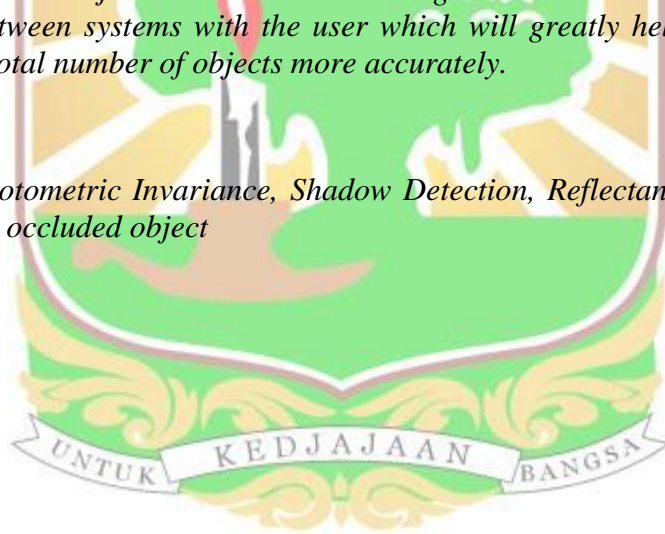 tween systems with the user which will greatly hel
otal number of objects more accurately.
otometric Invariance, Shadow Detection, Reflectan
occluded object
UNTUK KEDJAJAAN BANGSA